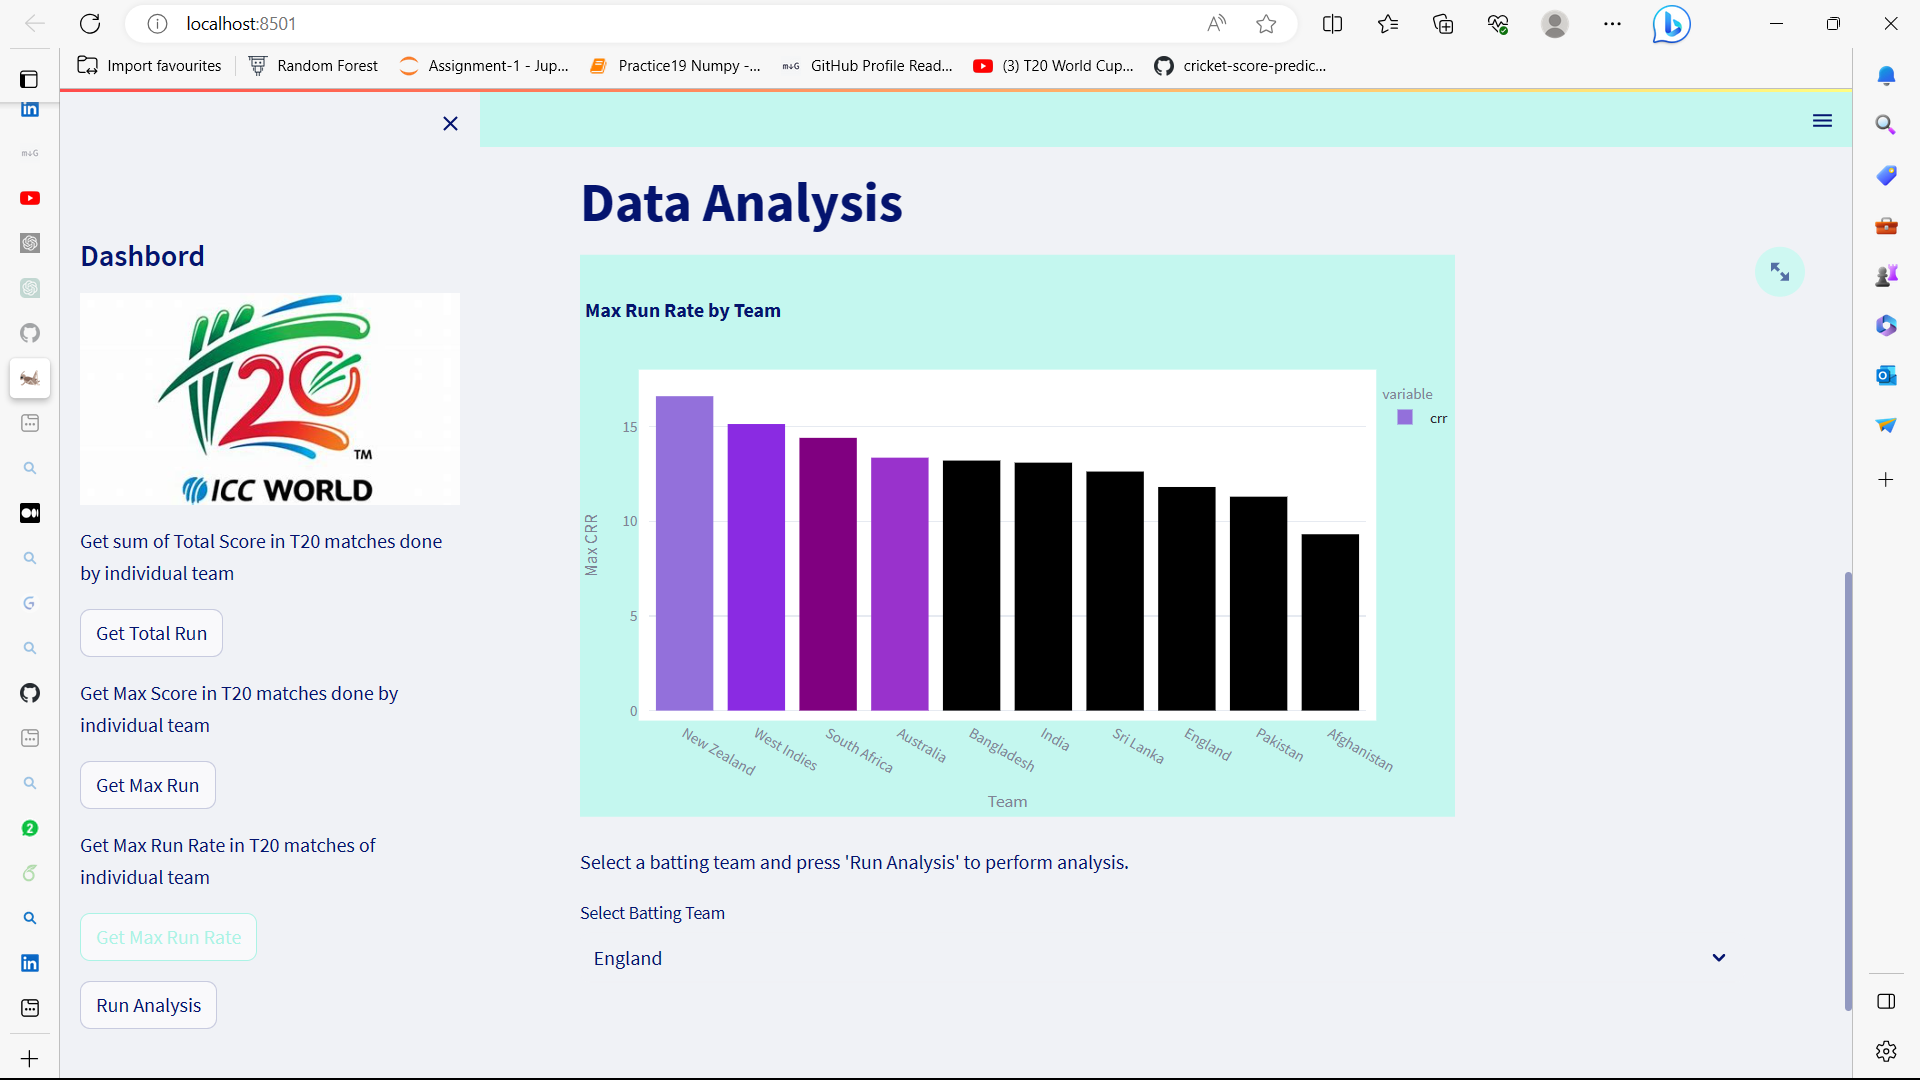 localhost:8501
Import favourites
Random Forest
Assignment-1 - Jup...
Practice19 Numpy -...
GitHub Profile Read...
(3) T20 World Cup...
cricket-score-predic...
Dashbord
T20
TM
ICC WORLD
Get sum of Total Score in T20 matches done
by individual team
Get Total Run
Get Max Score in T20 matches done by
individual team
Get Max Run
Get Max Run Rate in T20 matches of
individual team
Get Max Run Rate
Run Analysis
Data Analysis
Max Run Rate by Team
variable
crr
Max CRR
15
10
5
0
New Zealand
West Indies
South Africa
Australia
Bangladesh
India
Sri Lanka
England
Pakistan
Afghanistan
Team
Select a batting team and press 'Run Analysis' to perform analysis.
Select Batting Team
England